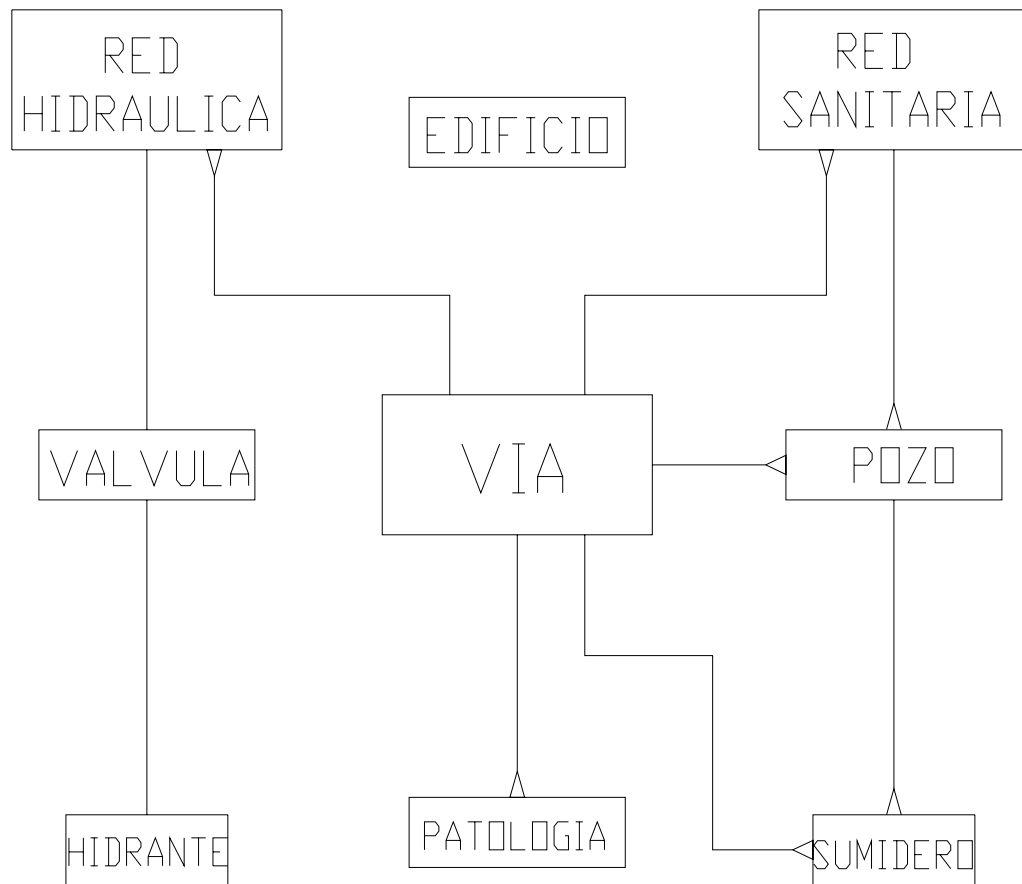 RED
HIDRAULICA
EDIFICIO
RED
SANITARIA
VALVULA
VIA
POZO
HIDRANTE
PATOLOGIA
SUMIDERO